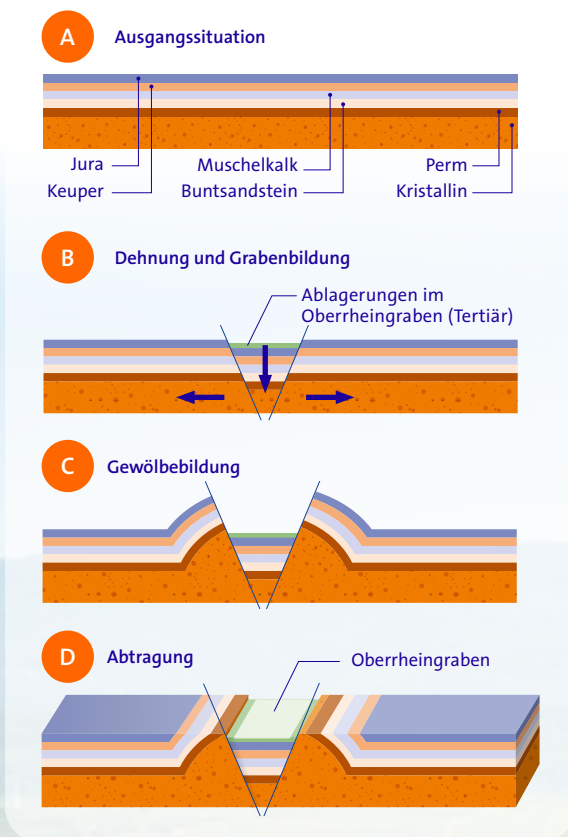 A
Ausgangssituation
Jura
Muschelkalk
Perm
Keuper
Buntsandstein
Kristallin
B
Dehnung und Grabenbildung
Ablagerungen im
Oberrheingraben (Tertiär)
C
Gewölbebildung
D
Abtragung
Oberrheingraben